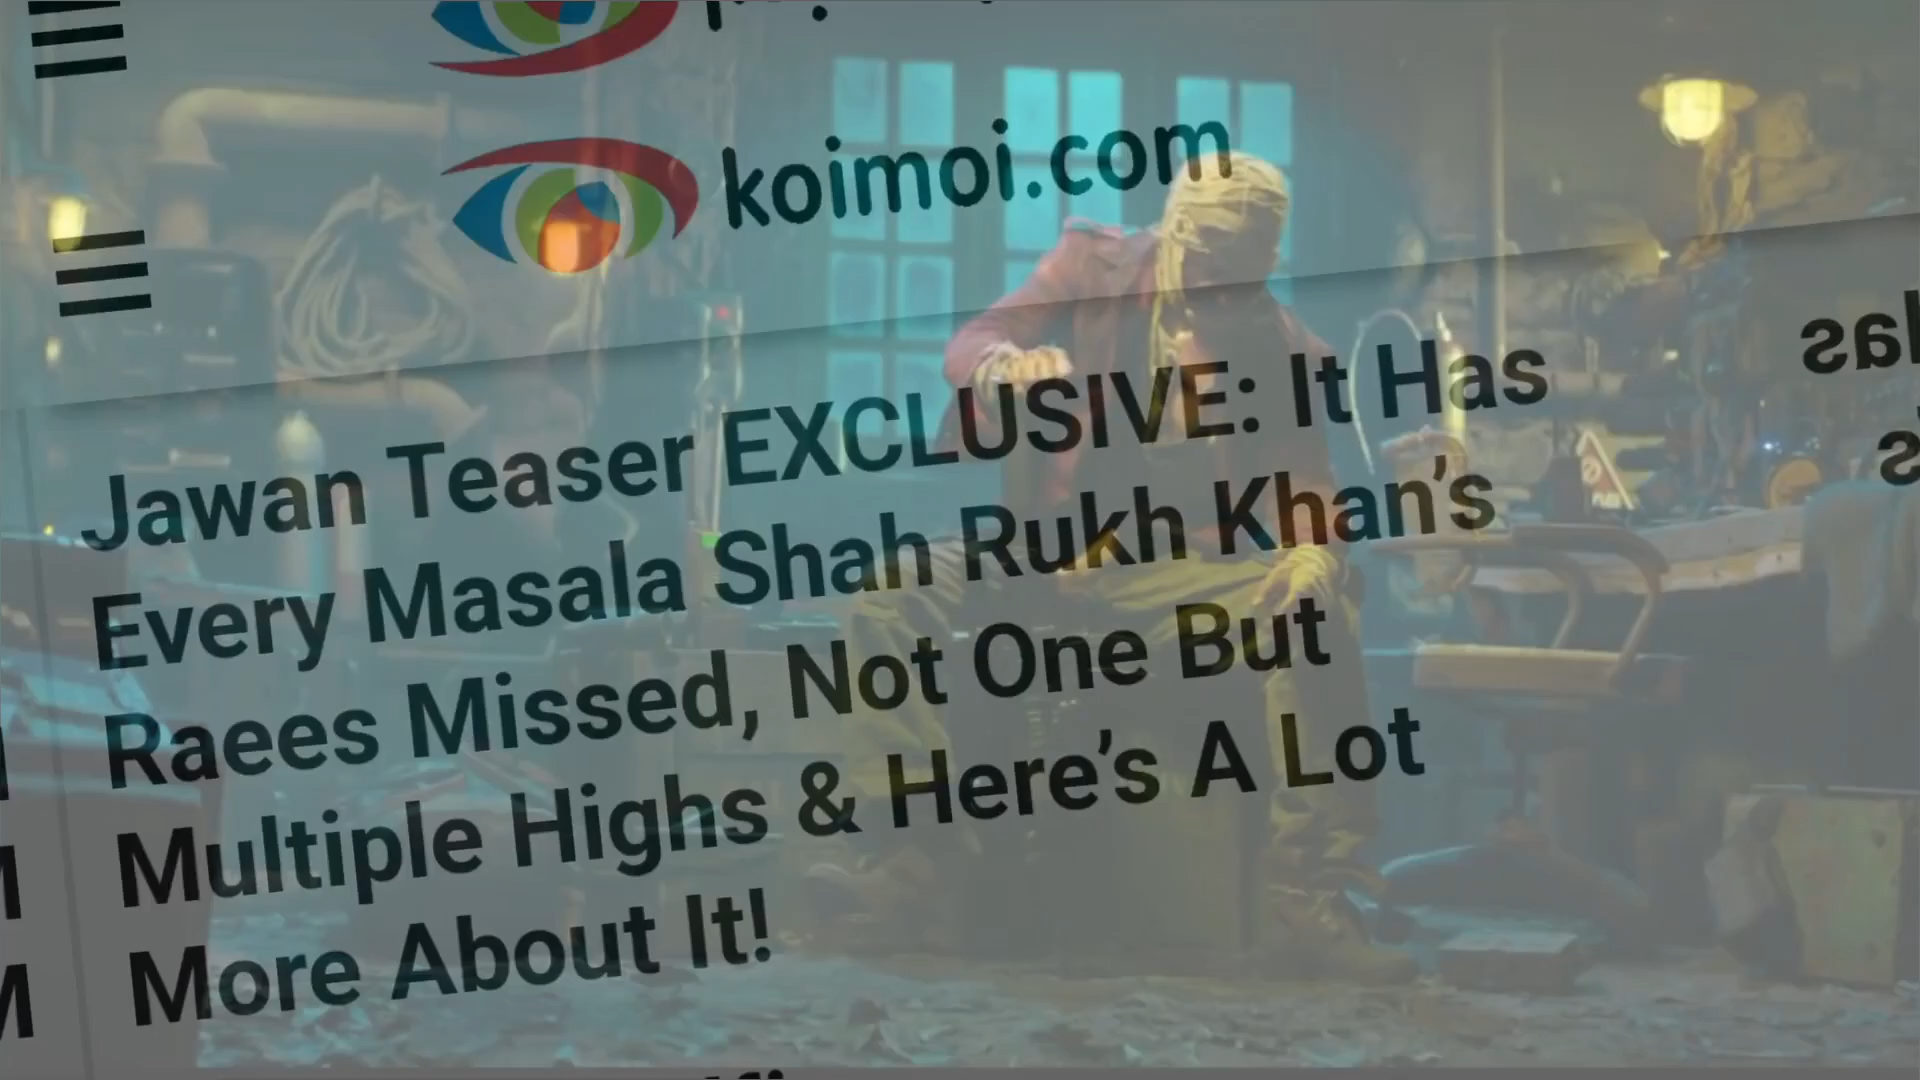 koimoi.com
Jawan Teaser EXCLUSIVE: It Has
Every Masala Shah Rukh Khan’s
Raees Missed, Not One But
Multiple Highs & Here’s A Lot
More About It!